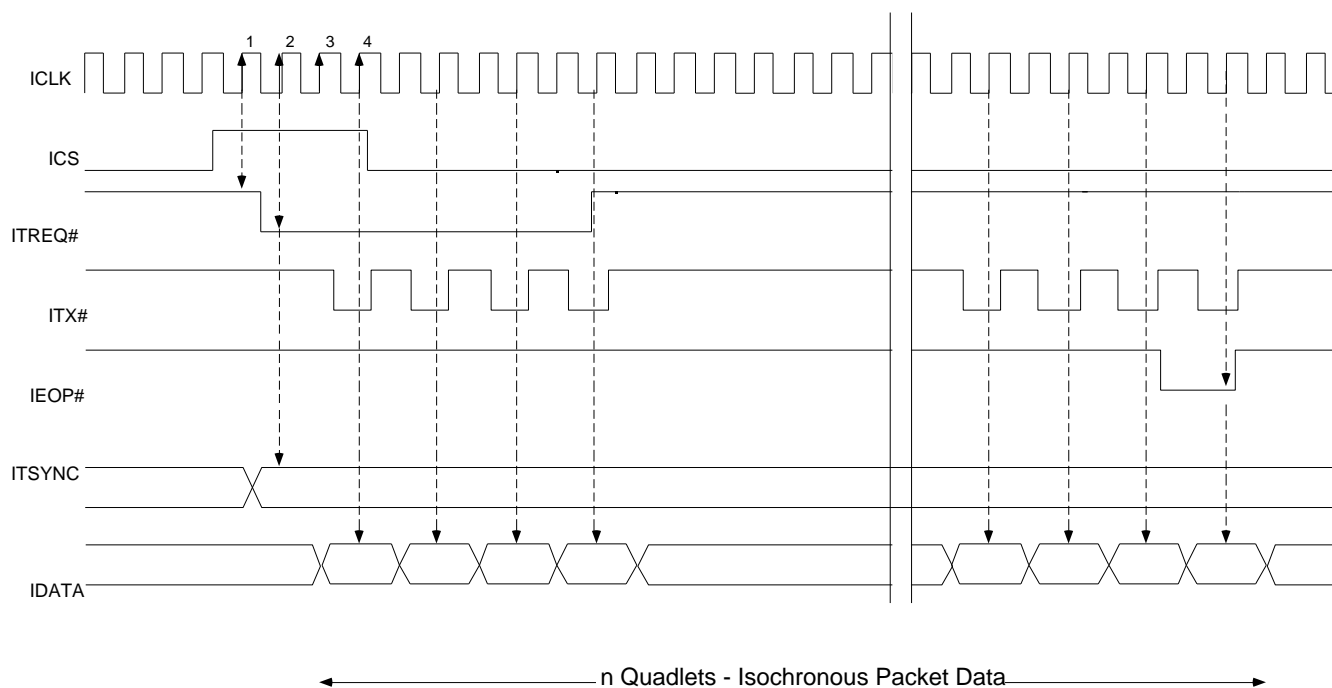 1 2 3 4
ICLK
ICS
ITREQ#
ITX#
IEOP#
ITSYNC
IDATA
n Quadlets - Isochronous Packet Data